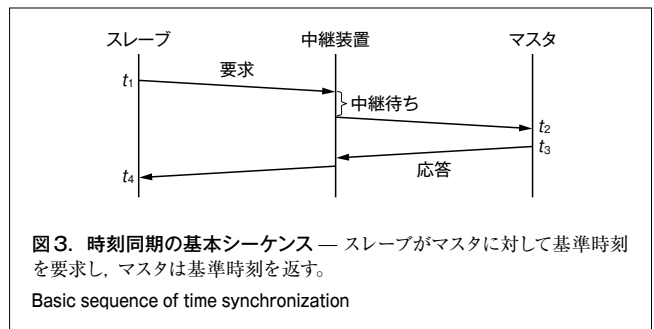 スレーブ 中継装置 マスタ
t1 要求
中継待ち
t2
t3
t4 応答
図3. 時刻同期の基本シーケンス — スレーブがマスタに対して基準時刻
を要求し，マスタは基準時刻を返す。
Basic sequence of time synchronization